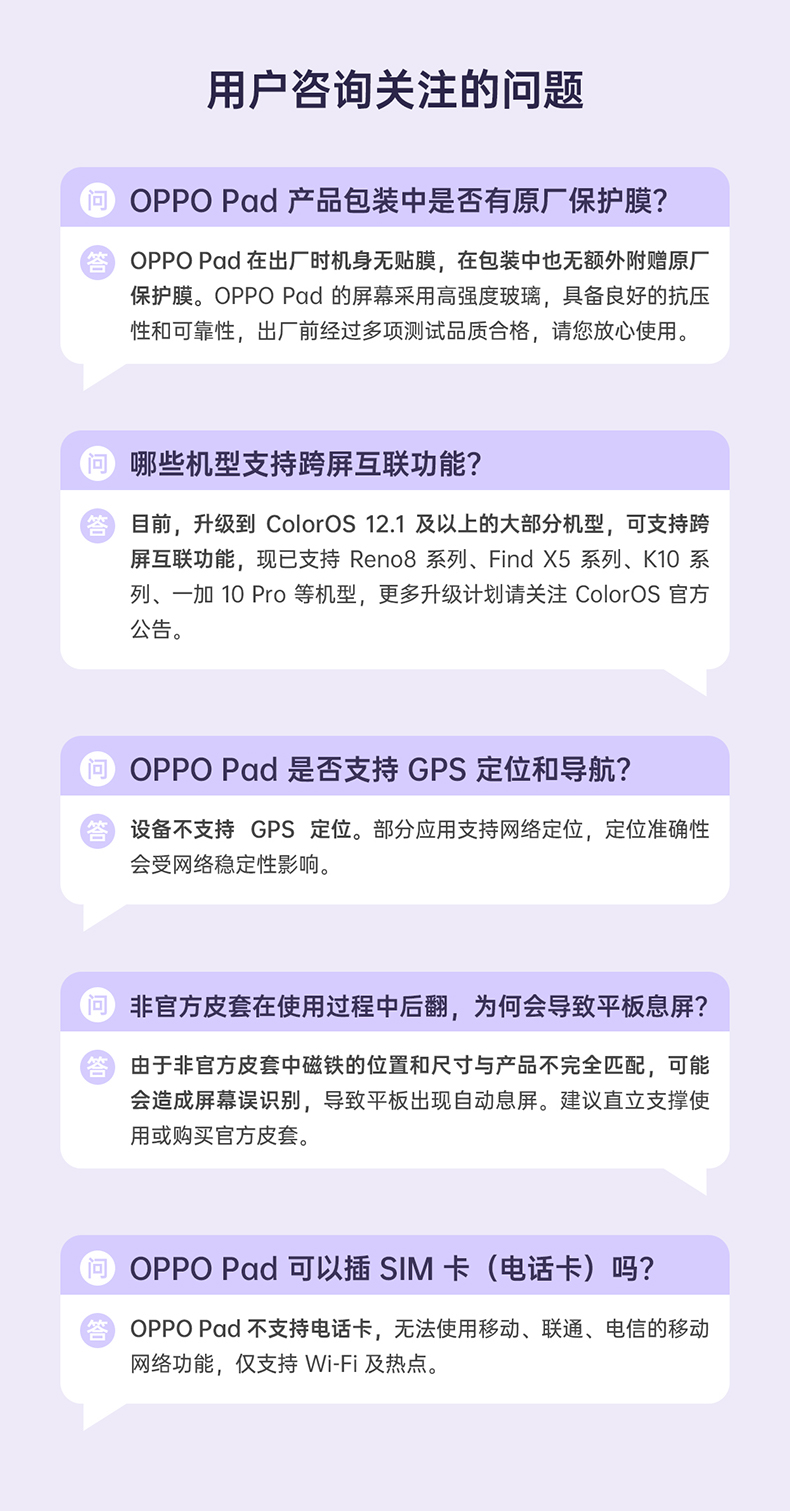 用户咨询关注的问题
问 OPPO Pad 产品包装中是否有原厂保护膜？
答 OPPO Pad 在出厂时机身无贴膜，在包装中也无额外附赠原厂
保护膜。OPPO Pad 的屏幕采用高强度玻璃，具备良好的抗压
性和可靠性，出厂前经过多项测试品质合格，请您放心使用。
问 哪些机型支持跨屏互联功能？
答 目前，升级到 ColorOS 12.1 及以上的大部分机型，可支持跨
屏互联功能，现已支持 Reno8 系列、Find X5 系列、K10 系
列、一加 10 Pro 等机型，更多升级计划请关注 ColorOS 官方
公告。
问 OPPO Pad 是否支持 GPS 定位和导航？
答 设备不支持 GPS 定位。部分应用支持网络定位，定位准确性
会受网络稳定性影响。
问 非官方皮套在使用过程中后翻，为何会导致平板息屏？
答 由于非官方皮套中磁铁的位置和尺寸与产品不完全匹配，可能
会造成屏幕误识别，导致平板出现自动息屏。建议直立支撑使
用或购买官方皮套。
问 OPPO Pad 可以插 SIM 卡（电话卡）吗？
答 OPPO Pad 不支持电话卡，无法使用移动、联通、电信的移动
网络功能，仅支持 Wi-Fi 及热点。